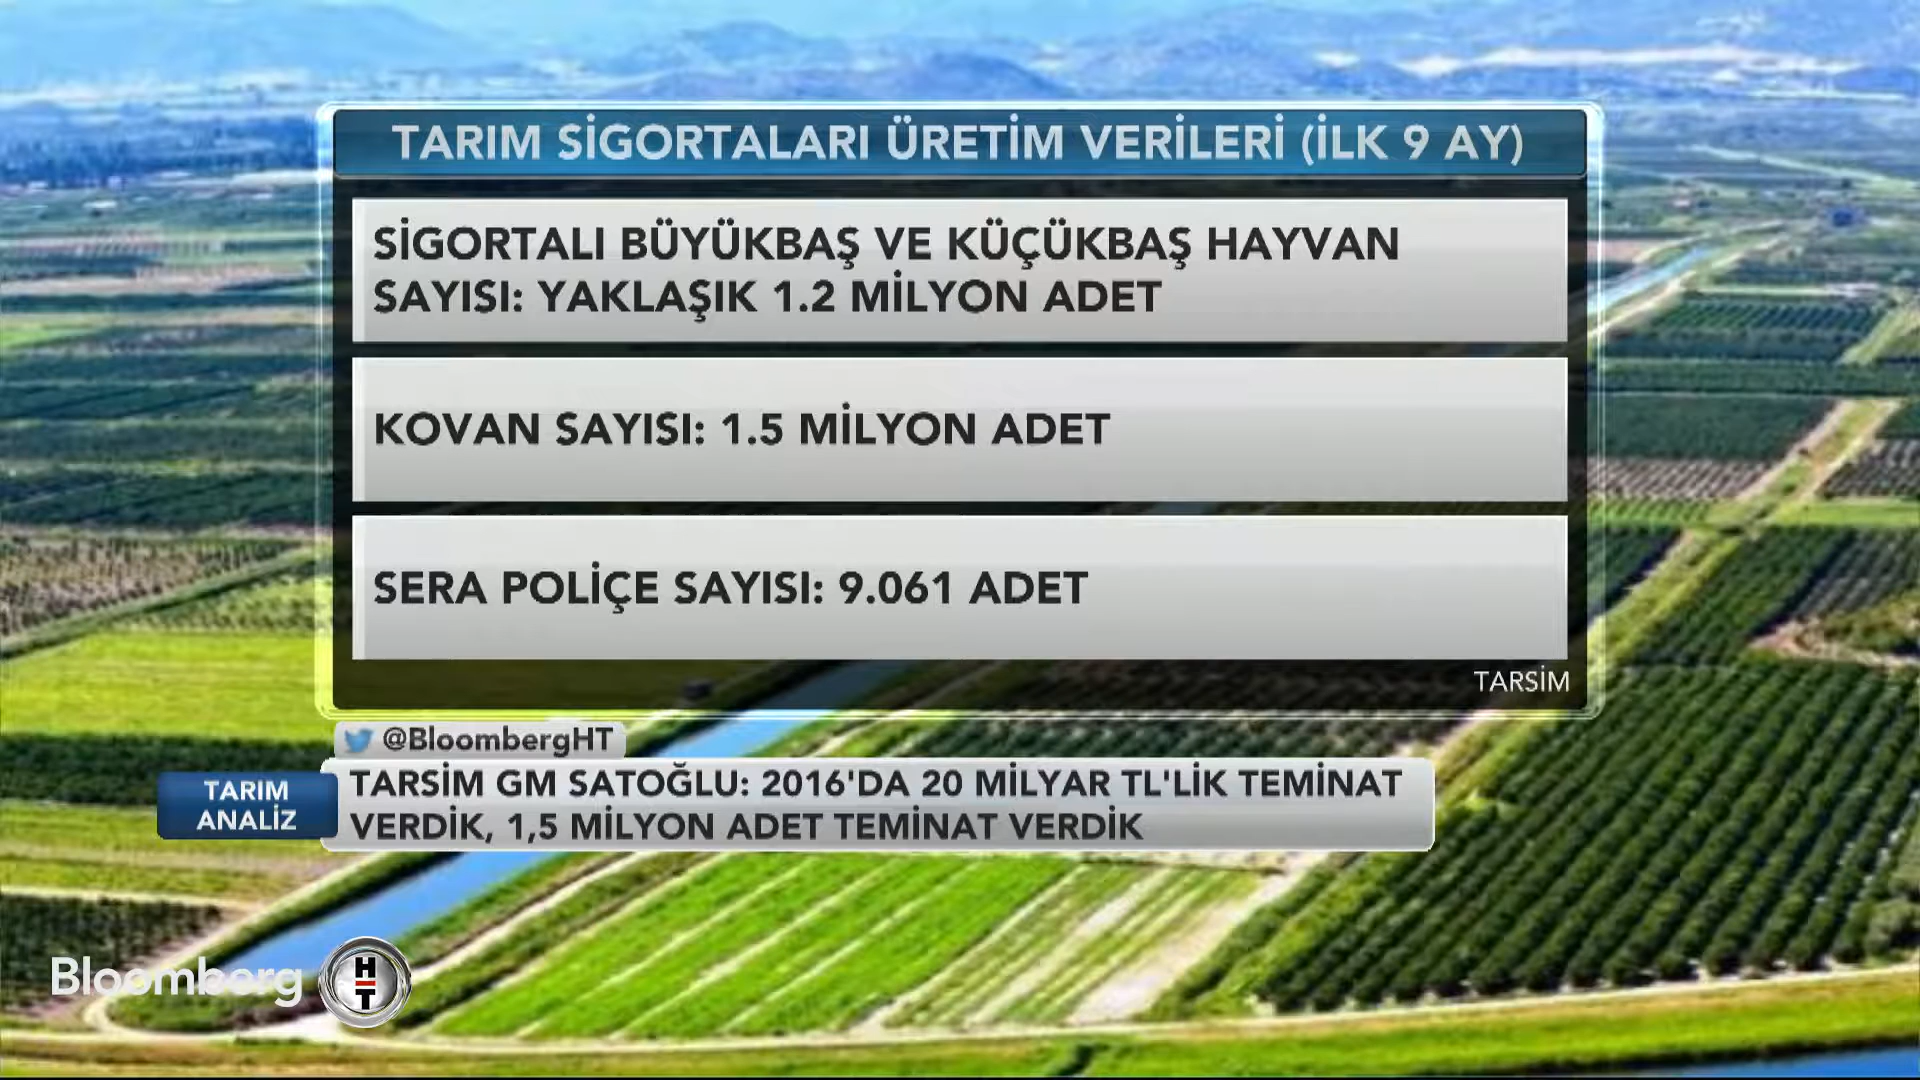 TARIM SİGORTALARI ÜRETİM VERİLERİ (İLK 9 AY)
SİGORTALI BÜYÜKBAŞ VE KÜÇÜKBAŞ HAYVAN
SAYISI: YAKLAŞIK 1.2 MİLYON ADET
KOVAN SAYISI: 1.5 MİLYON ADET
SERA POLİÇE SAYISI: 9.061 ADET
TARSİM
@BloombergHT
TARIM
ANALİZ
TARSİM GM SATOĞLU: 2016'DA 20 MİLYAR TL'LİK TEMİNAT
VERDİK, 1,5 MİLYON ADET TEMİNAT VERDİK
Bloomberg HT